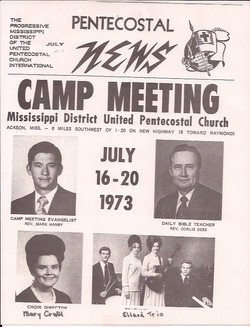 THE
PROGRESSIVE
MISSISSIPPI
DISTRICT
OF THE
UNITED
PENTECOSTAL
CHURCH
INTERNATIONAL
JULY
PENTECOSTAL
NEWS
CAMP MEETING
Mississippi District United Pentecostal Church
JACKSON, MISS. - 6 MILES SOUTHWEST OF I-20 ON NEW HIGHWAY 18 TOWARD RAYMOND
JULY
16-20
1973
CAMP MEETING EVANGELIST
REV. MARK HANBY
DAILY BIBLE TEACHER
REV. CORLIS DEES
CHOIR DIRECTOR
Mary Craft
Ellard Trio